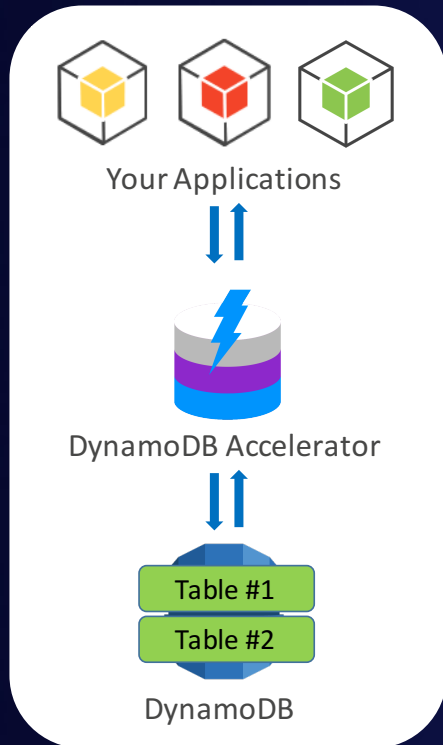 Your Applications
DynamoDB Accelerator
Table #1
Table #2
DynamoDB